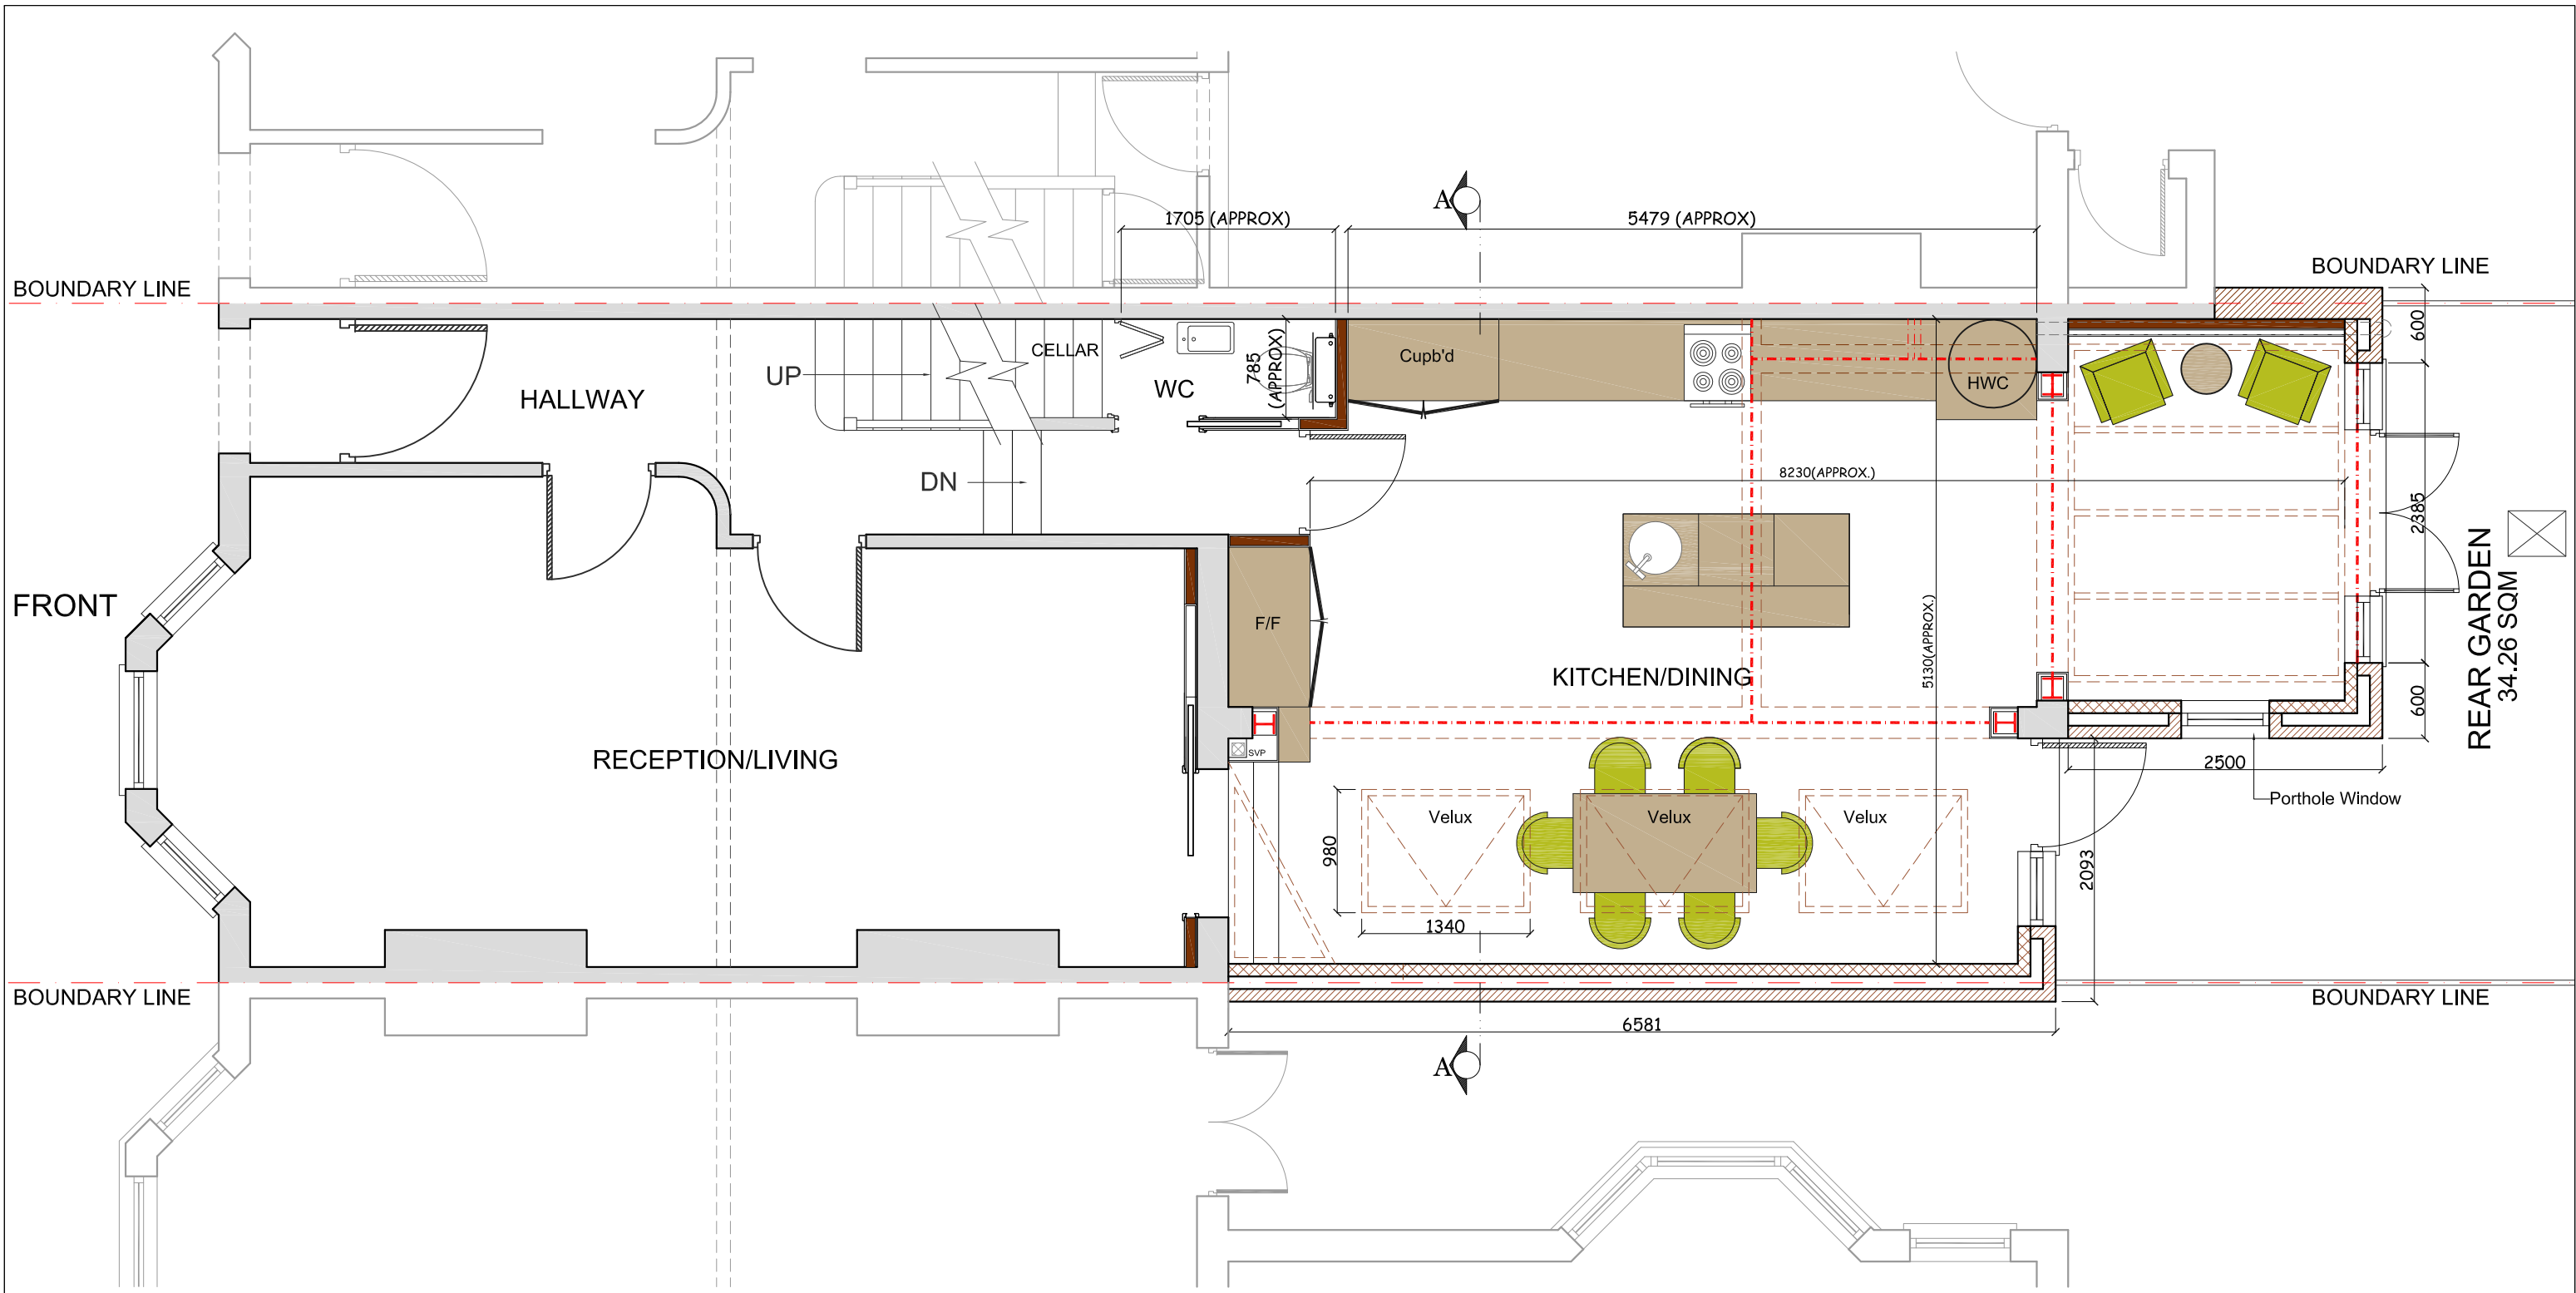 A
1705 (APPROX)
5479 (APPROX)
BOUNDARY LINE
BOUNDARY LINE
CELLAR
785
(APPROX)
Cupb'd
HWC
600
UP
HALLWAY
WC
DN
8230(APPROX.)
2385
FRONT
F/F
5130(APPROX.)
REAR GARDEN
34.26 SQM
KITCHEN/DINING
600
RECEPTION/LIVING
SVP
2500
Porthole Window
Velux
Velux
Velux
980
1340
2093
BOUNDARY LINE
BOUNDARY LINE
6581
A